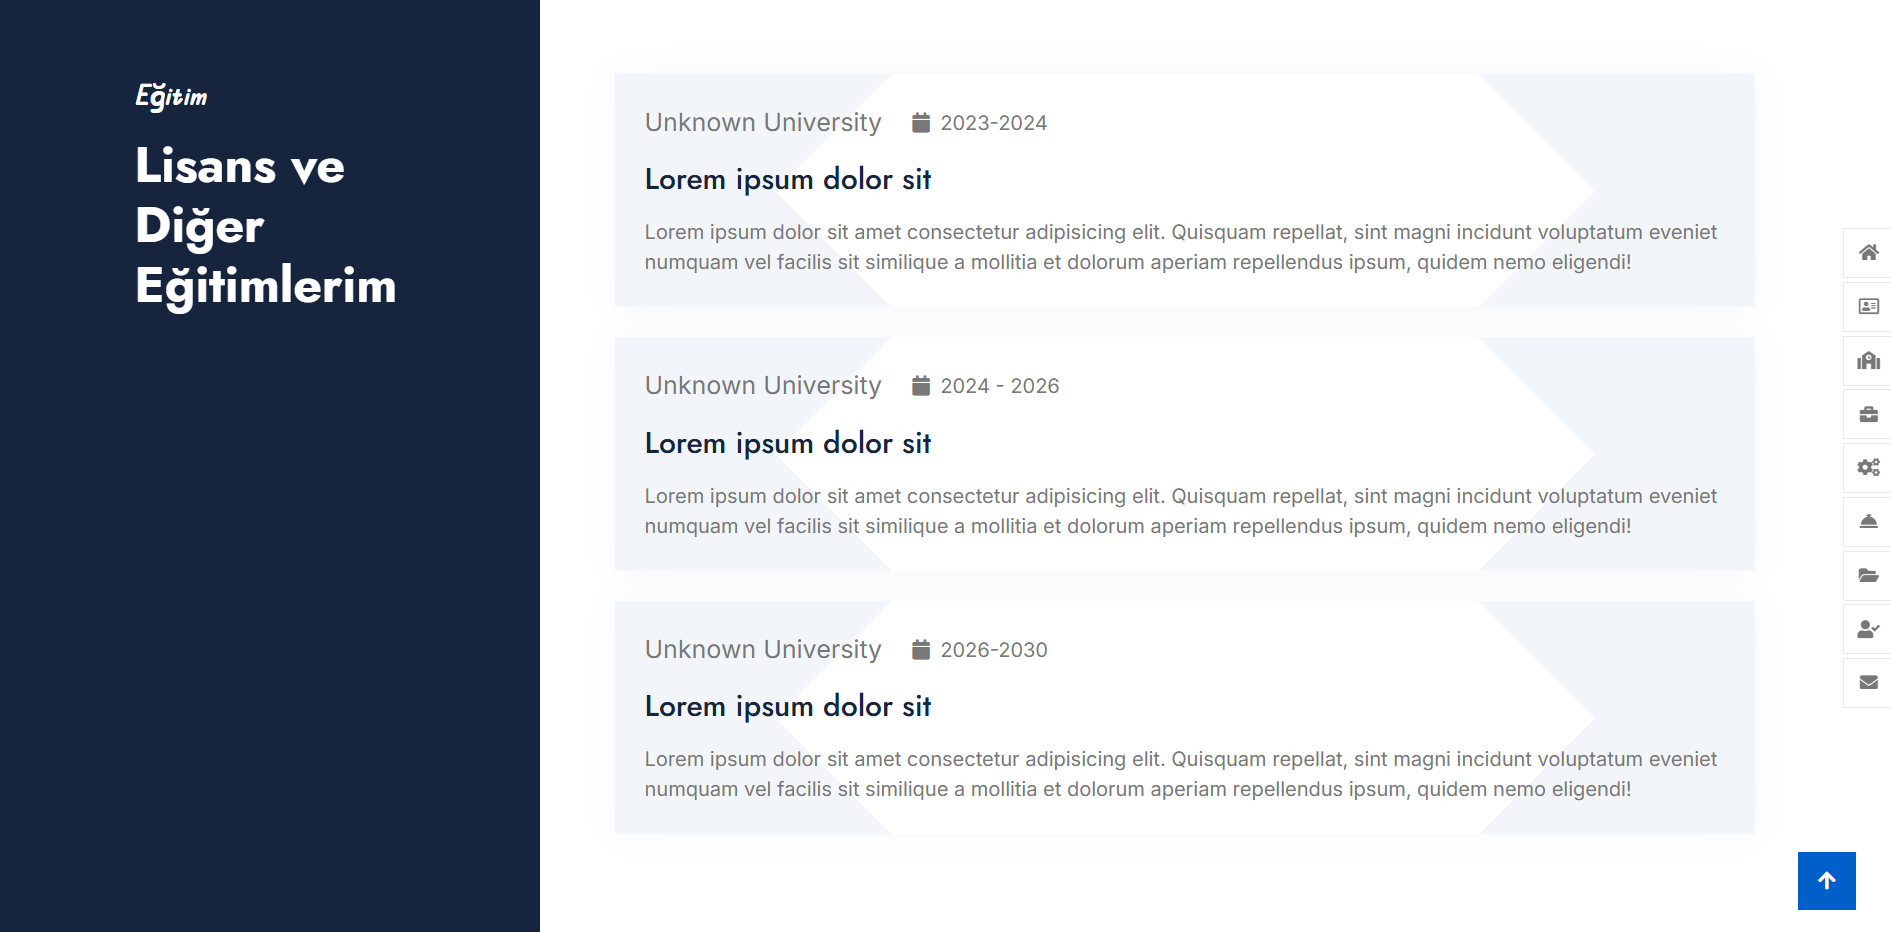 Eğitim
Lisans ve
Diğer
Eğitimlerim
Unknown University 2023-2024
Lorem ipsum dolor sit
Lorem ipsum dolor sit amet consectetur adipisicing elit. Quisquam repellat, sint magni incidunt voluptatum eveniet
numquam vel facilis sit similique a mollitia et dolorum aperiam repellendus ipsum, quidem nemo eligendi!
Unknown University 2024 - 2026
Lorem ipsum dolor sit
Lorem ipsum dolor sit amet consectetur adipisicing elit. Quisquam repellat, sint magni incidunt voluptatum eveniet
numquam vel facilis sit similique a mollitia et dolorum aperiam repellendus ipsum, quidem nemo eligendi!
Unknown University 2026-2030
Lorem ipsum dolor sit
Lorem ipsum dolor sit amet consectetur adipisicing elit. Quisquam repellat, sint magni incidunt voluptatum eveniet
numquam vel facilis sit similique a mollitia et dolorum aperiam repellendus ipsum, quidem nemo eligendi!